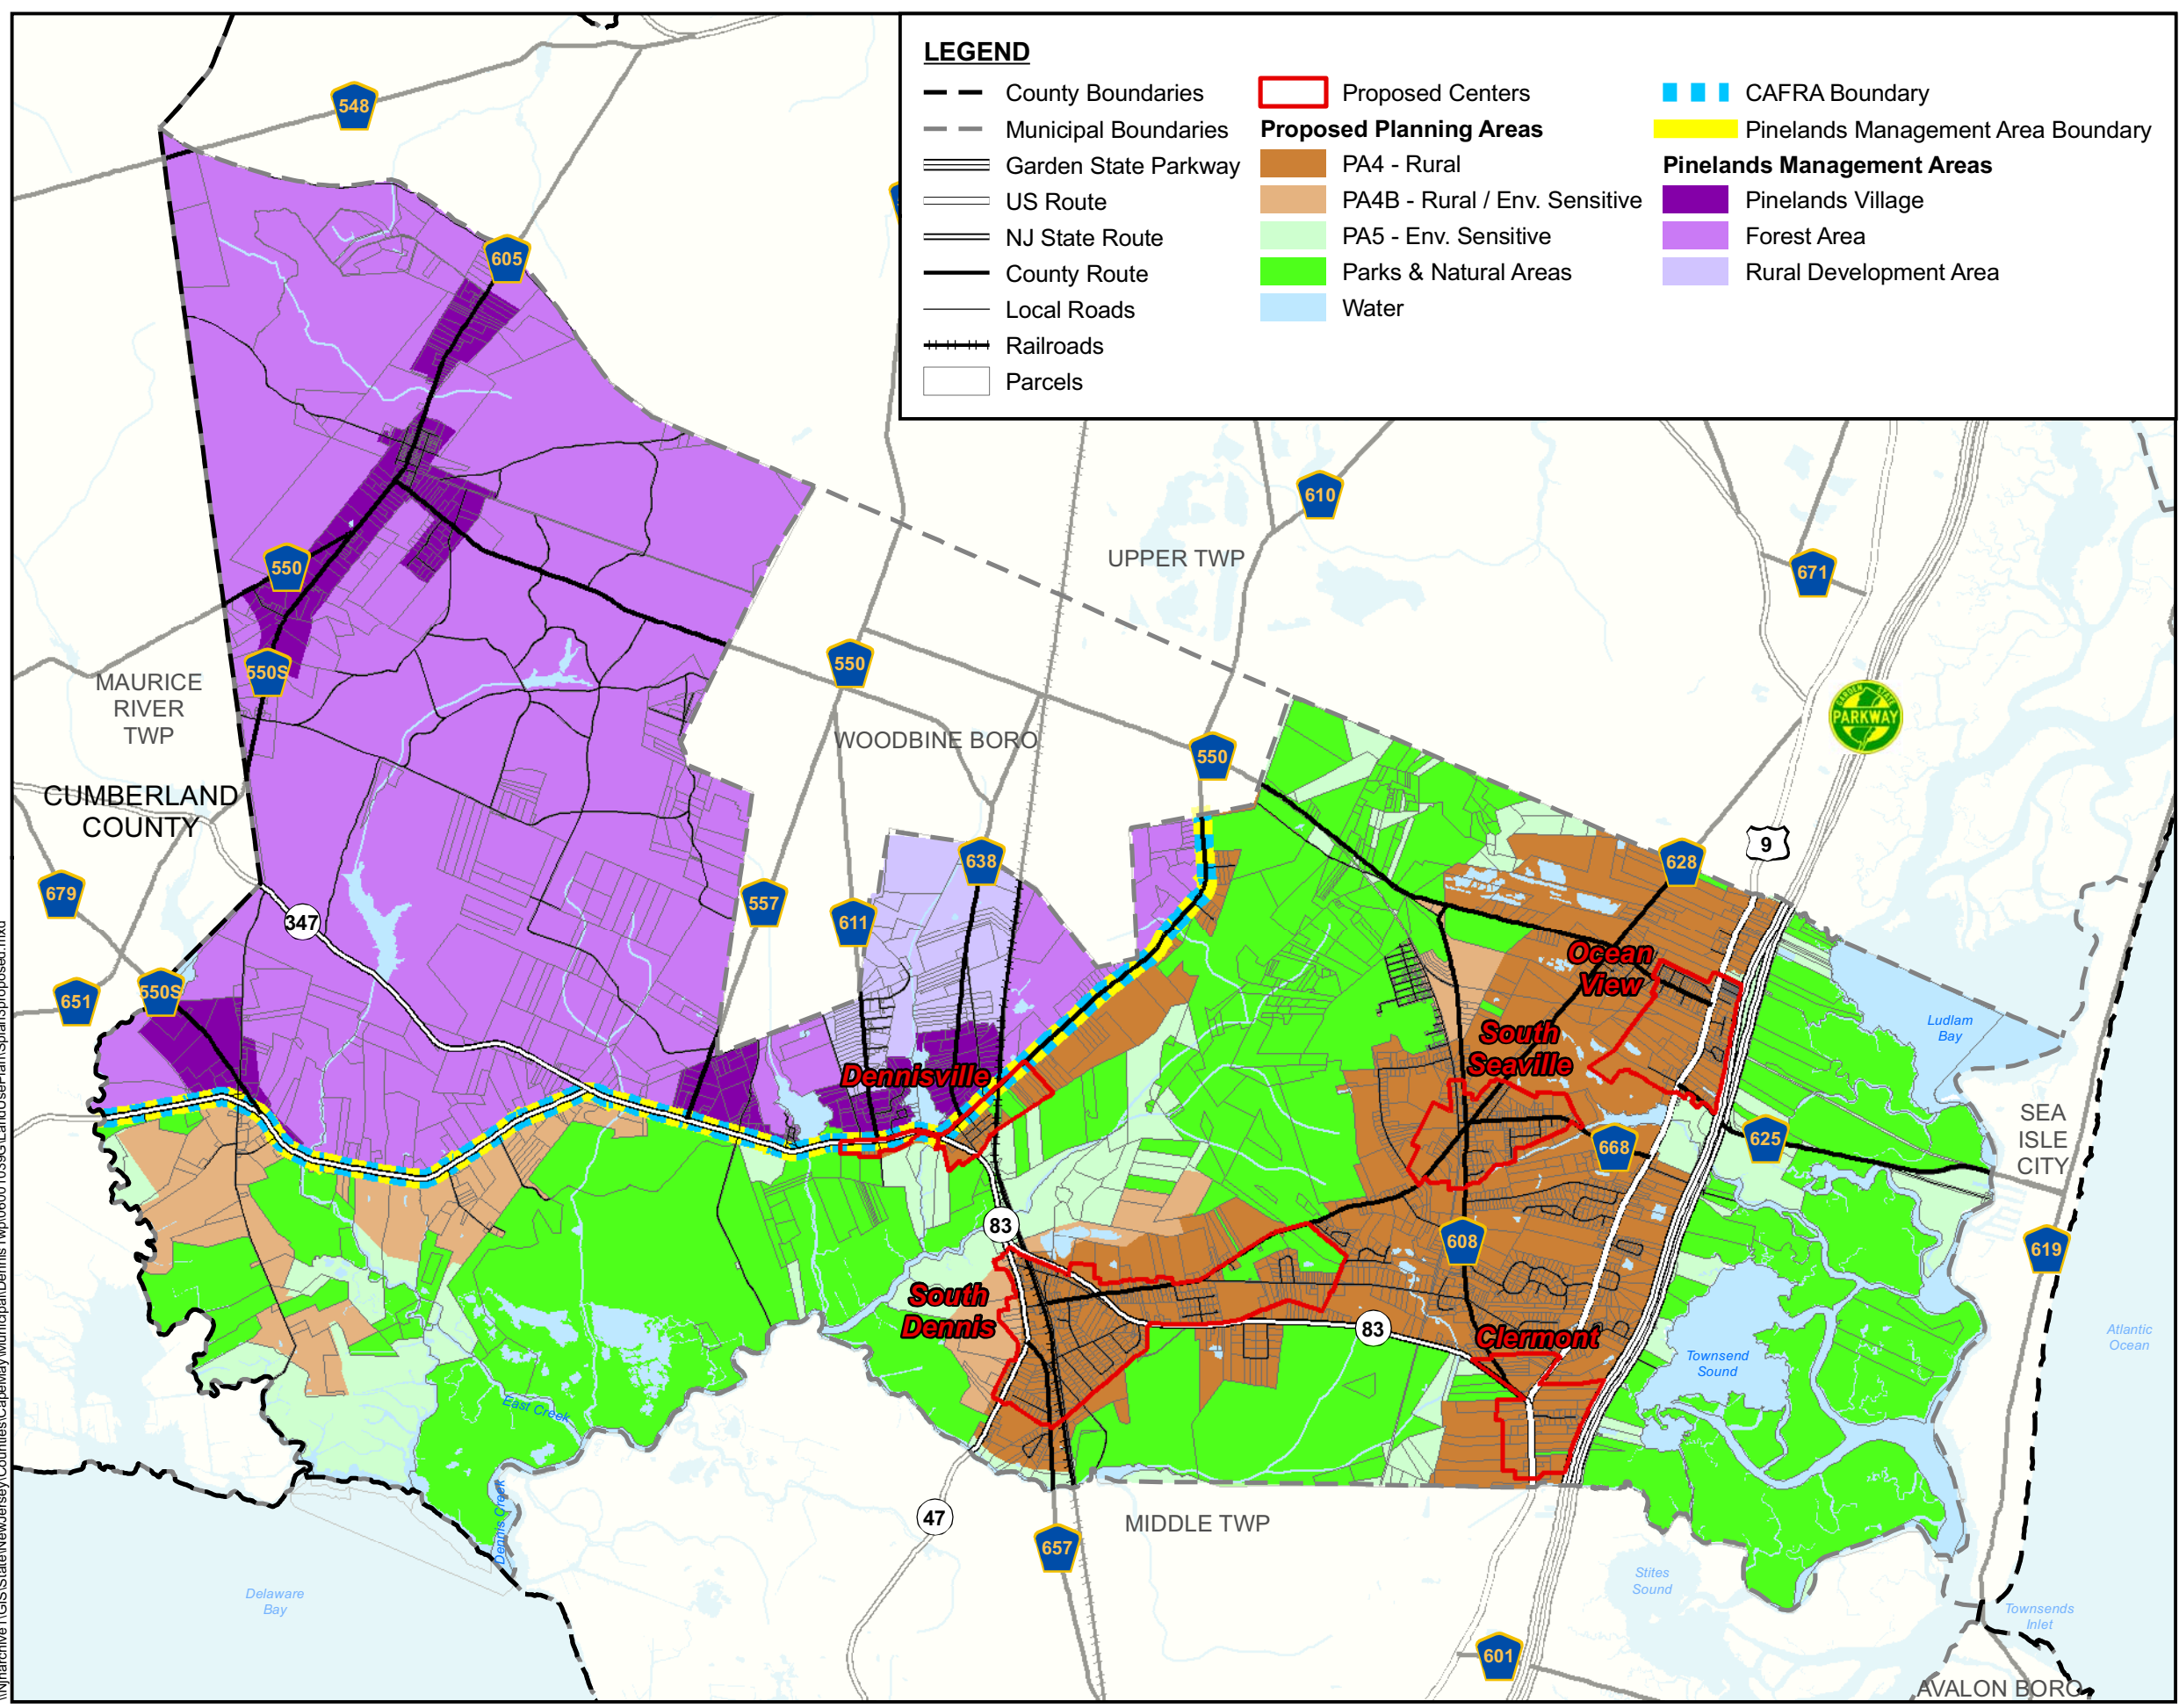 LEGEND
County Boundaries
Municipal Boundaries
Garden State Parkway
US Route
NJ State Route
County Route
Local Roads
Railroads
Parcels
Proposed Centers
Proposed Planning Areas
PA4 - Rural
PA4B - Rural / Env. Sensitive
PA5 - Env. Sensitive
Parks & Natural Areas
Water
CAFRA Boundary
Pinelands Management Area Boundary
Pinelands Management Areas
Pinelands Village
Forest Area
Rural Development Area
548
605
610
UPPER TWP
671
550
550
550S
MAURICE
RIVER
TWP
GARDEN STATE
PARKWAY
WOODBINE BORO
550
CUMBERLAND
COUNTY
9
628
638
679
557
611
347
Ocean
View
651
550S
Ludlam
Bay
South
Seaville
Dennisville
SEA
ISLE
CITY
668
625
83
608
619
South
Dennis
83
Clermont
Atlantic
Ocean
Townsend
Sound
East Creek
Dennis Creek
47
MIDDLE TWP
657
Stites
Sound
Delaware
Bay
Townsends
Inlet
601
AVALON BORO